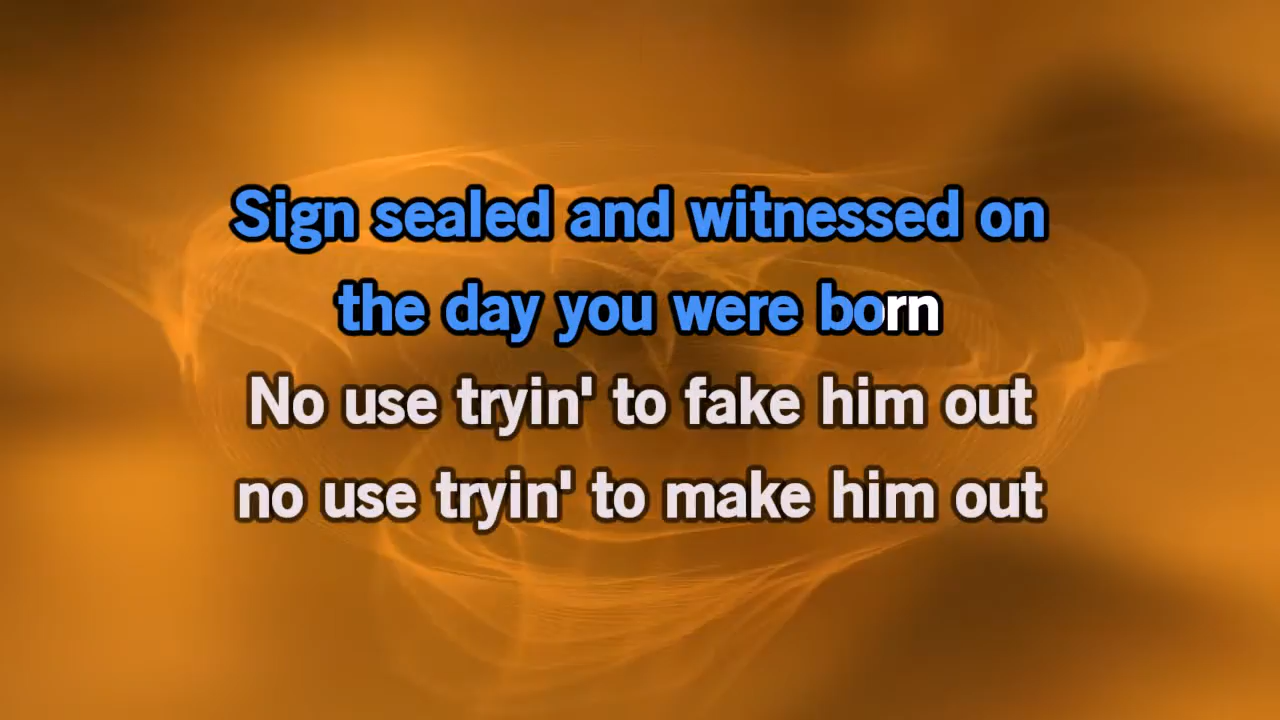 Sign sealed and witnessed on
the day you were born
No use tryin' to fake him out
no use tryin' to make him out